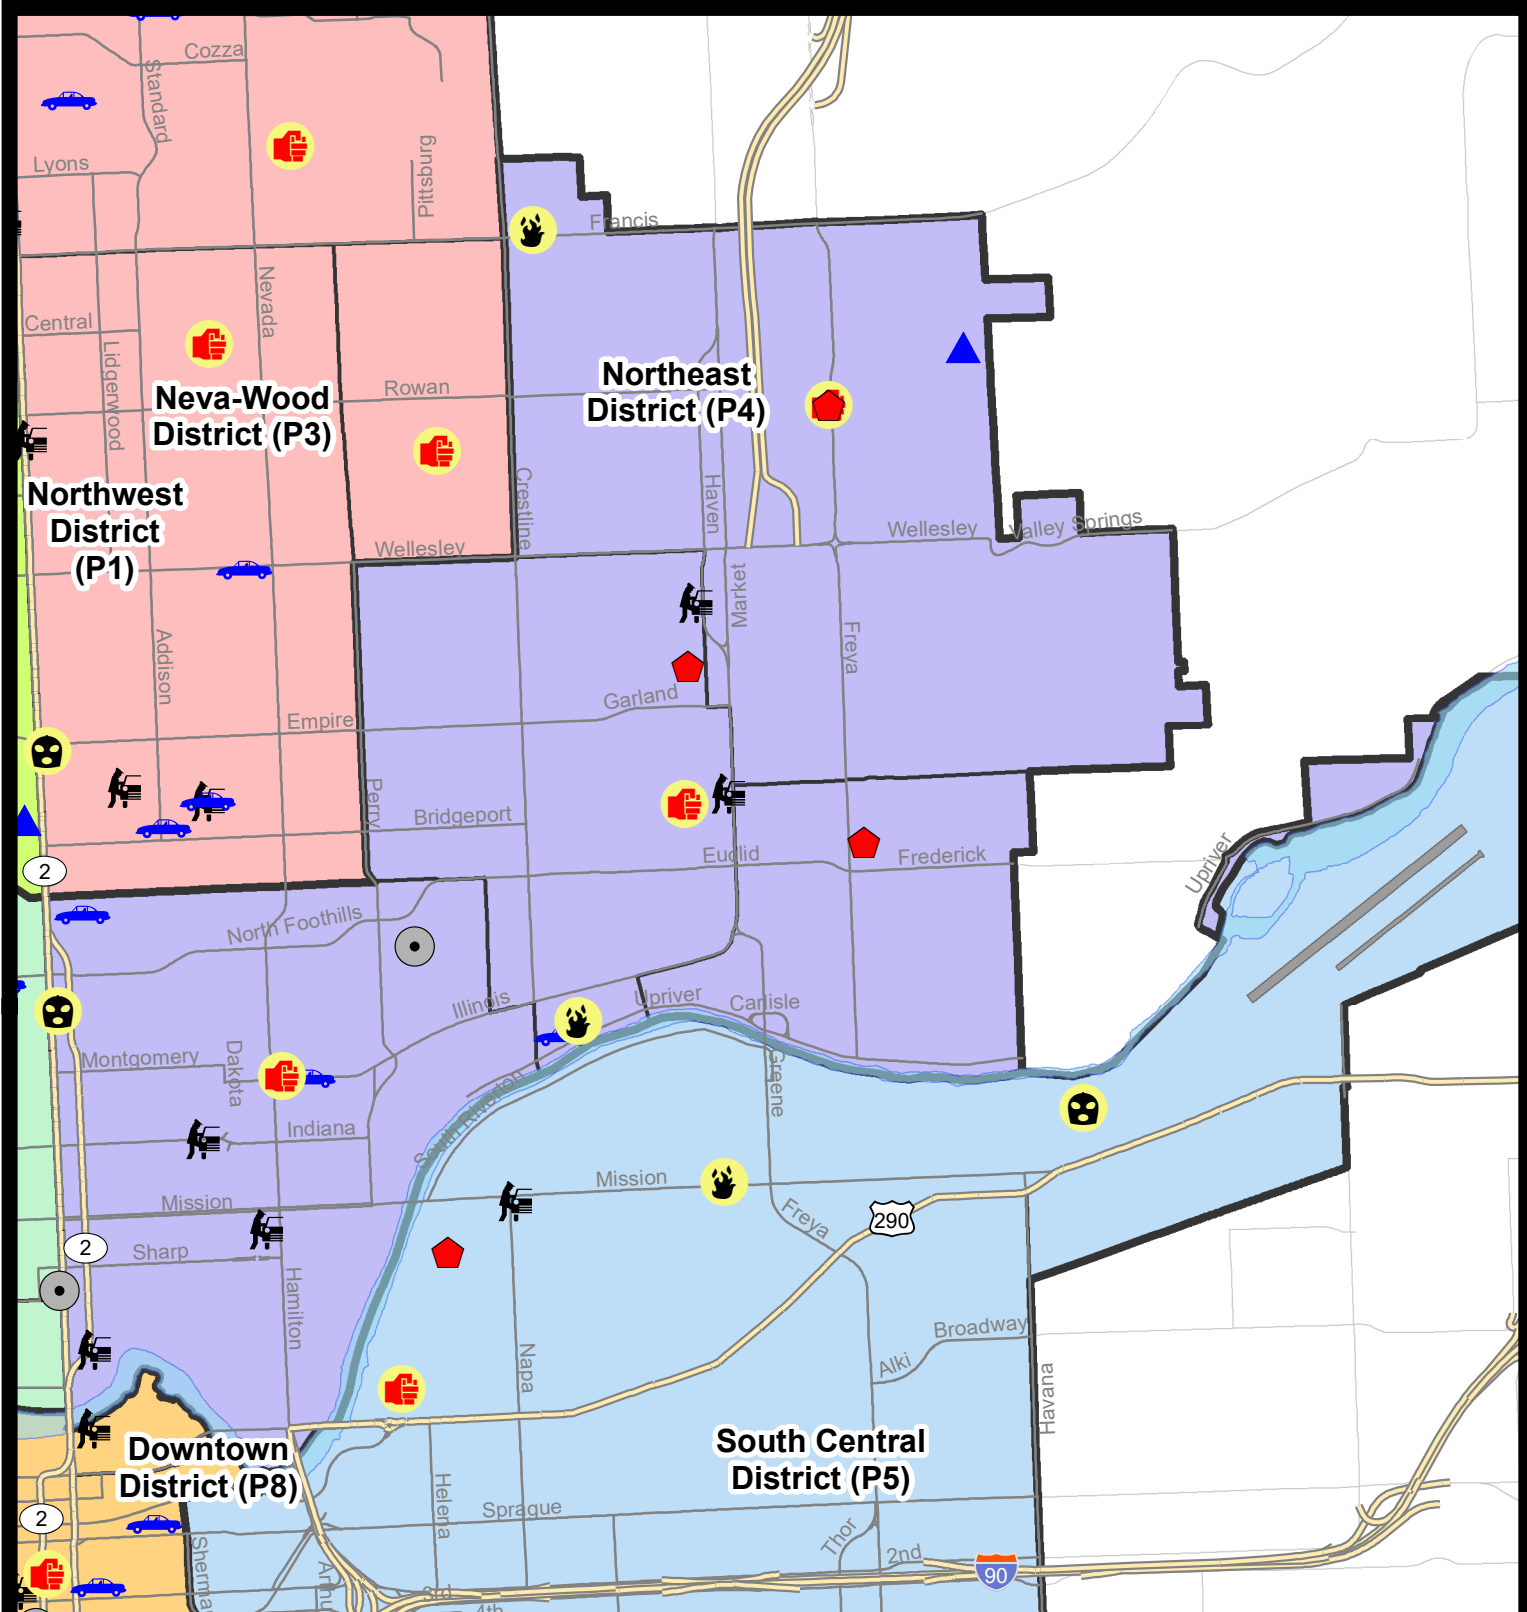 Cozza
Standard
Lyons
Pittsburg
Francis
Nevada
Central
Lidgerwood
Rowan
Neva-Wood
District (P3)
Northeast
District (P4)
Northwest
District
(P1)
Crestline
Haven
Wellesley
Wellesley
Valley Springs
Market
Freya
Addison
Garland
Empire
Perry
Bridgeport
Euclid
Frederick
Upriver
2
North Foothills
Illinois
Upriver
Carlisle
Montgomery
Dakota
Greene
South Riverton
Indiana
Mission
Mission
Freya
290
2
Sharp
Hamilton
Napa
Broadway
Alki
Havana
Downtown
District (P8)
South Central
District (P5)
Helena
Sprague
2
Thor
2nd
Sherma
90
3rd
4th